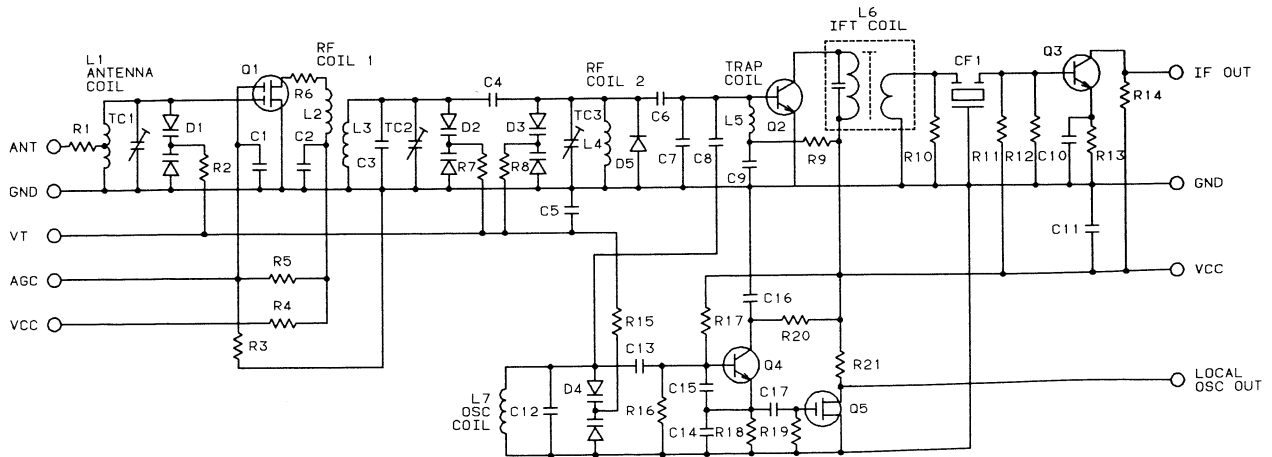 L1
ANTENNA
COIL
Q1
RF
COIL 1
R6
L2
C4
RF
COIL 2
TRAP
COIL
L6
IFT COIL
Q3
CF1
IF OUT
R14
TC1
D1
L3
TC2
D2
D3
TC3
L4
C6
L5
Q2
ANT
R1
R2
C1
C2
C3
R7
R8
D5
C7
C8
C9
R9
R10
R11
R12
C10
R13
GND
GND
VT
C5
C11
AGC
R5
VCC
VCC
R4
R3
R15
C16
R17
R20
C13
Q4
R21
L7
OSC
COIL
C12
D4
R16
C15
C17
Q5
C14
R18
R19
LOCAL
OSC OUT